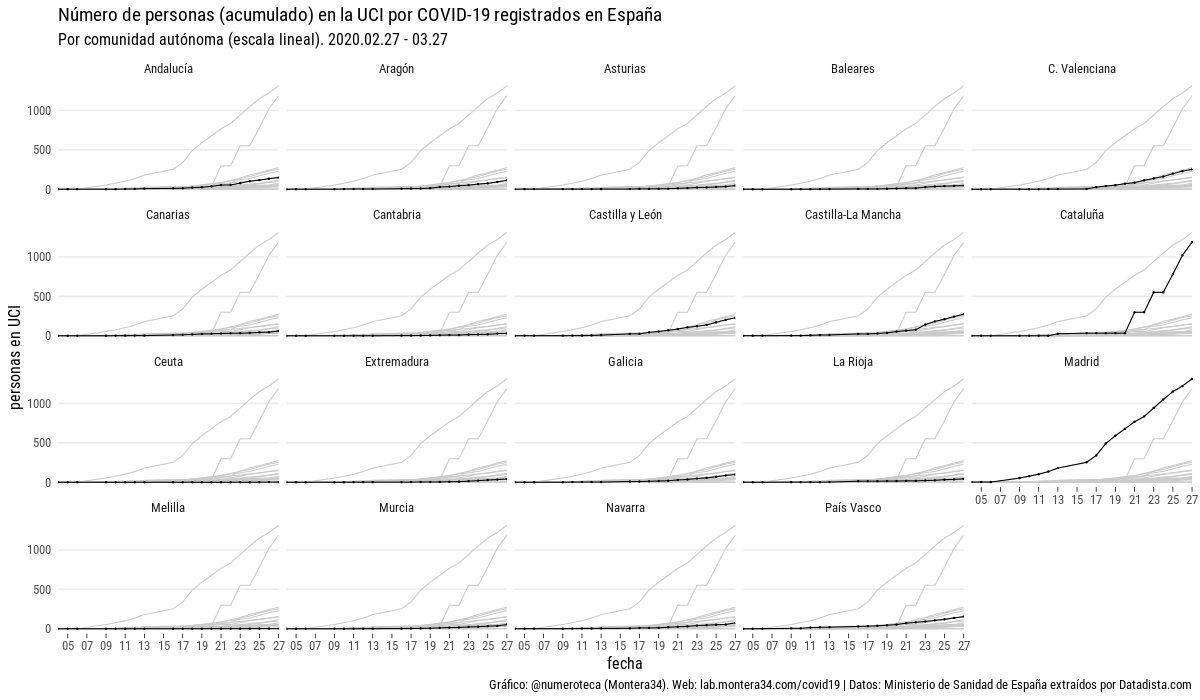 Número de personas (acumulado) en la UCI por COVID-19 registrados en España
Por comunidad autónoma (escala lineal). 2020.02.27 - 03.27
Andalucía Aragón Asturias Baleares C. Valenciana
1000
500
0
Canarias Cantabria Castilla y León Castilla-La Mancha Cataluña
1000
500
0
personas en UCI
Ceuta Extremadura Galicia La Rioja Madrid
1000
500
0
05 07 09 11 13 15 17 19 21 23 25 27
Melilla Murcia Navarra País Vasco
1000
500
0
05 07 09 11 13 15 17 19 21 23 25 27 05 07 09 11 13 15 17 19 21 23 25 27 05 07 09 11 13 15 17 19 21 23 25 27 05 07 09 11 13 15 17 19 21 23 25 27
fecha
Gráfico: @numeroteca (Montera34). Web: lab.montera34.com/covid19 | Datos: Ministerio de Sanidad de España extraídos por Datadista.com